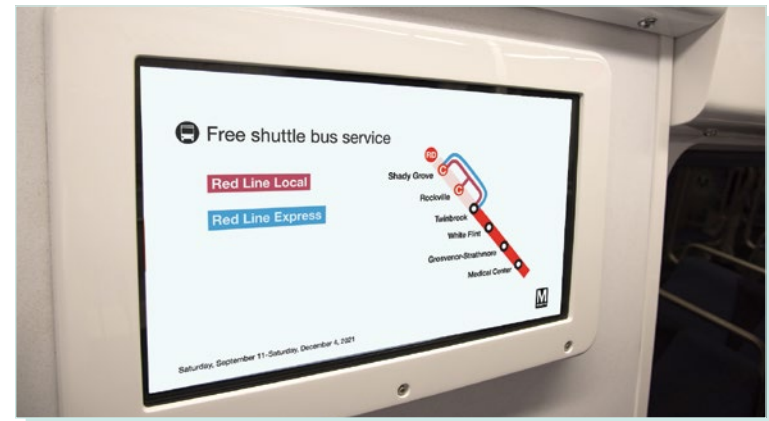 Free shuttle bus service
Red Line Local
Red Line Express
RD
Shady Grove
C
Rockville
C
Twinbrook
White Flint
Grosvenor-Strathmore
Medical Center
M
Saturday, September 11-Saturday, December 4, 2021